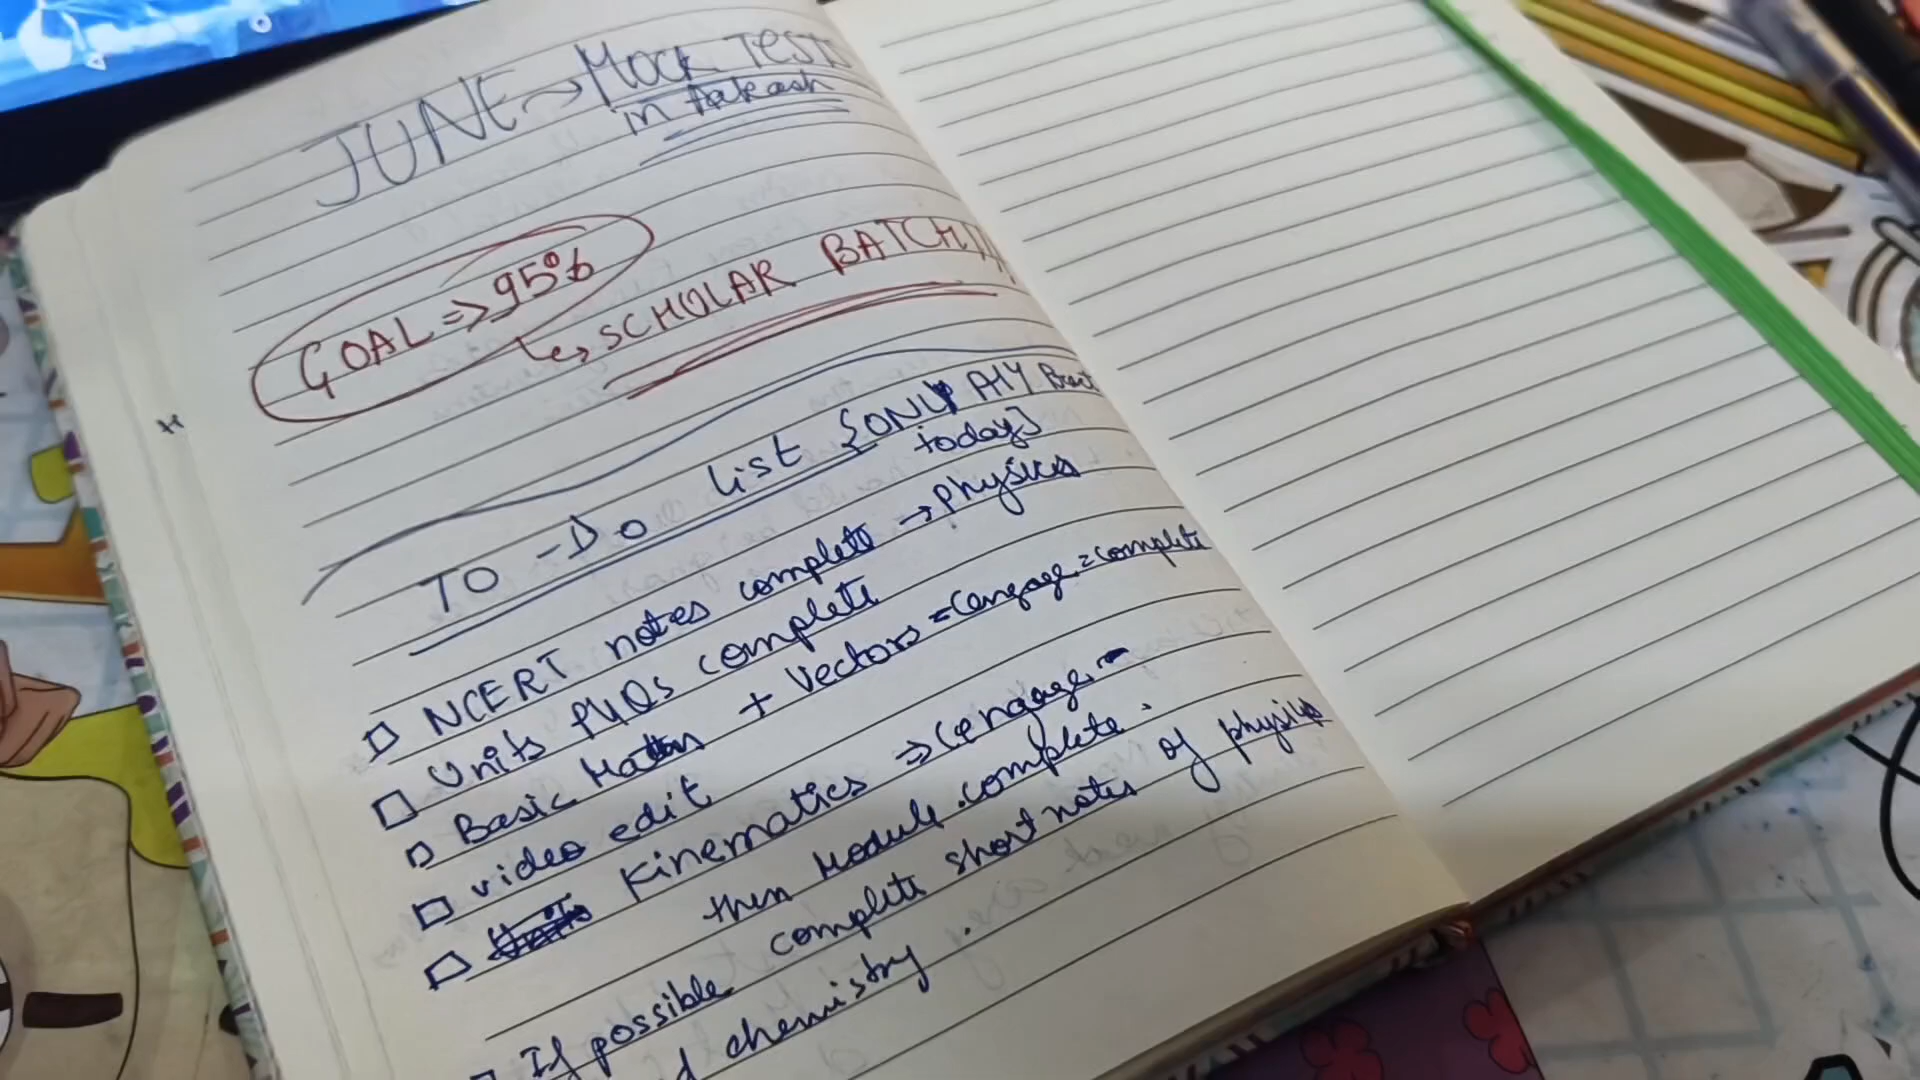 JUNE → MOCK TEST
in Aakash
GOAL => 95%
↳ SCHOLAR BATCH
TO-DO list {ONLY PHY
today}
NCERT notes complete → physics
Units PYQs complete
Basic Maths + Vectors = Cengage = complete
video edit
Kinematics => Cengage -
then Module complete.
If possible complete short notes of physics
chemistry.